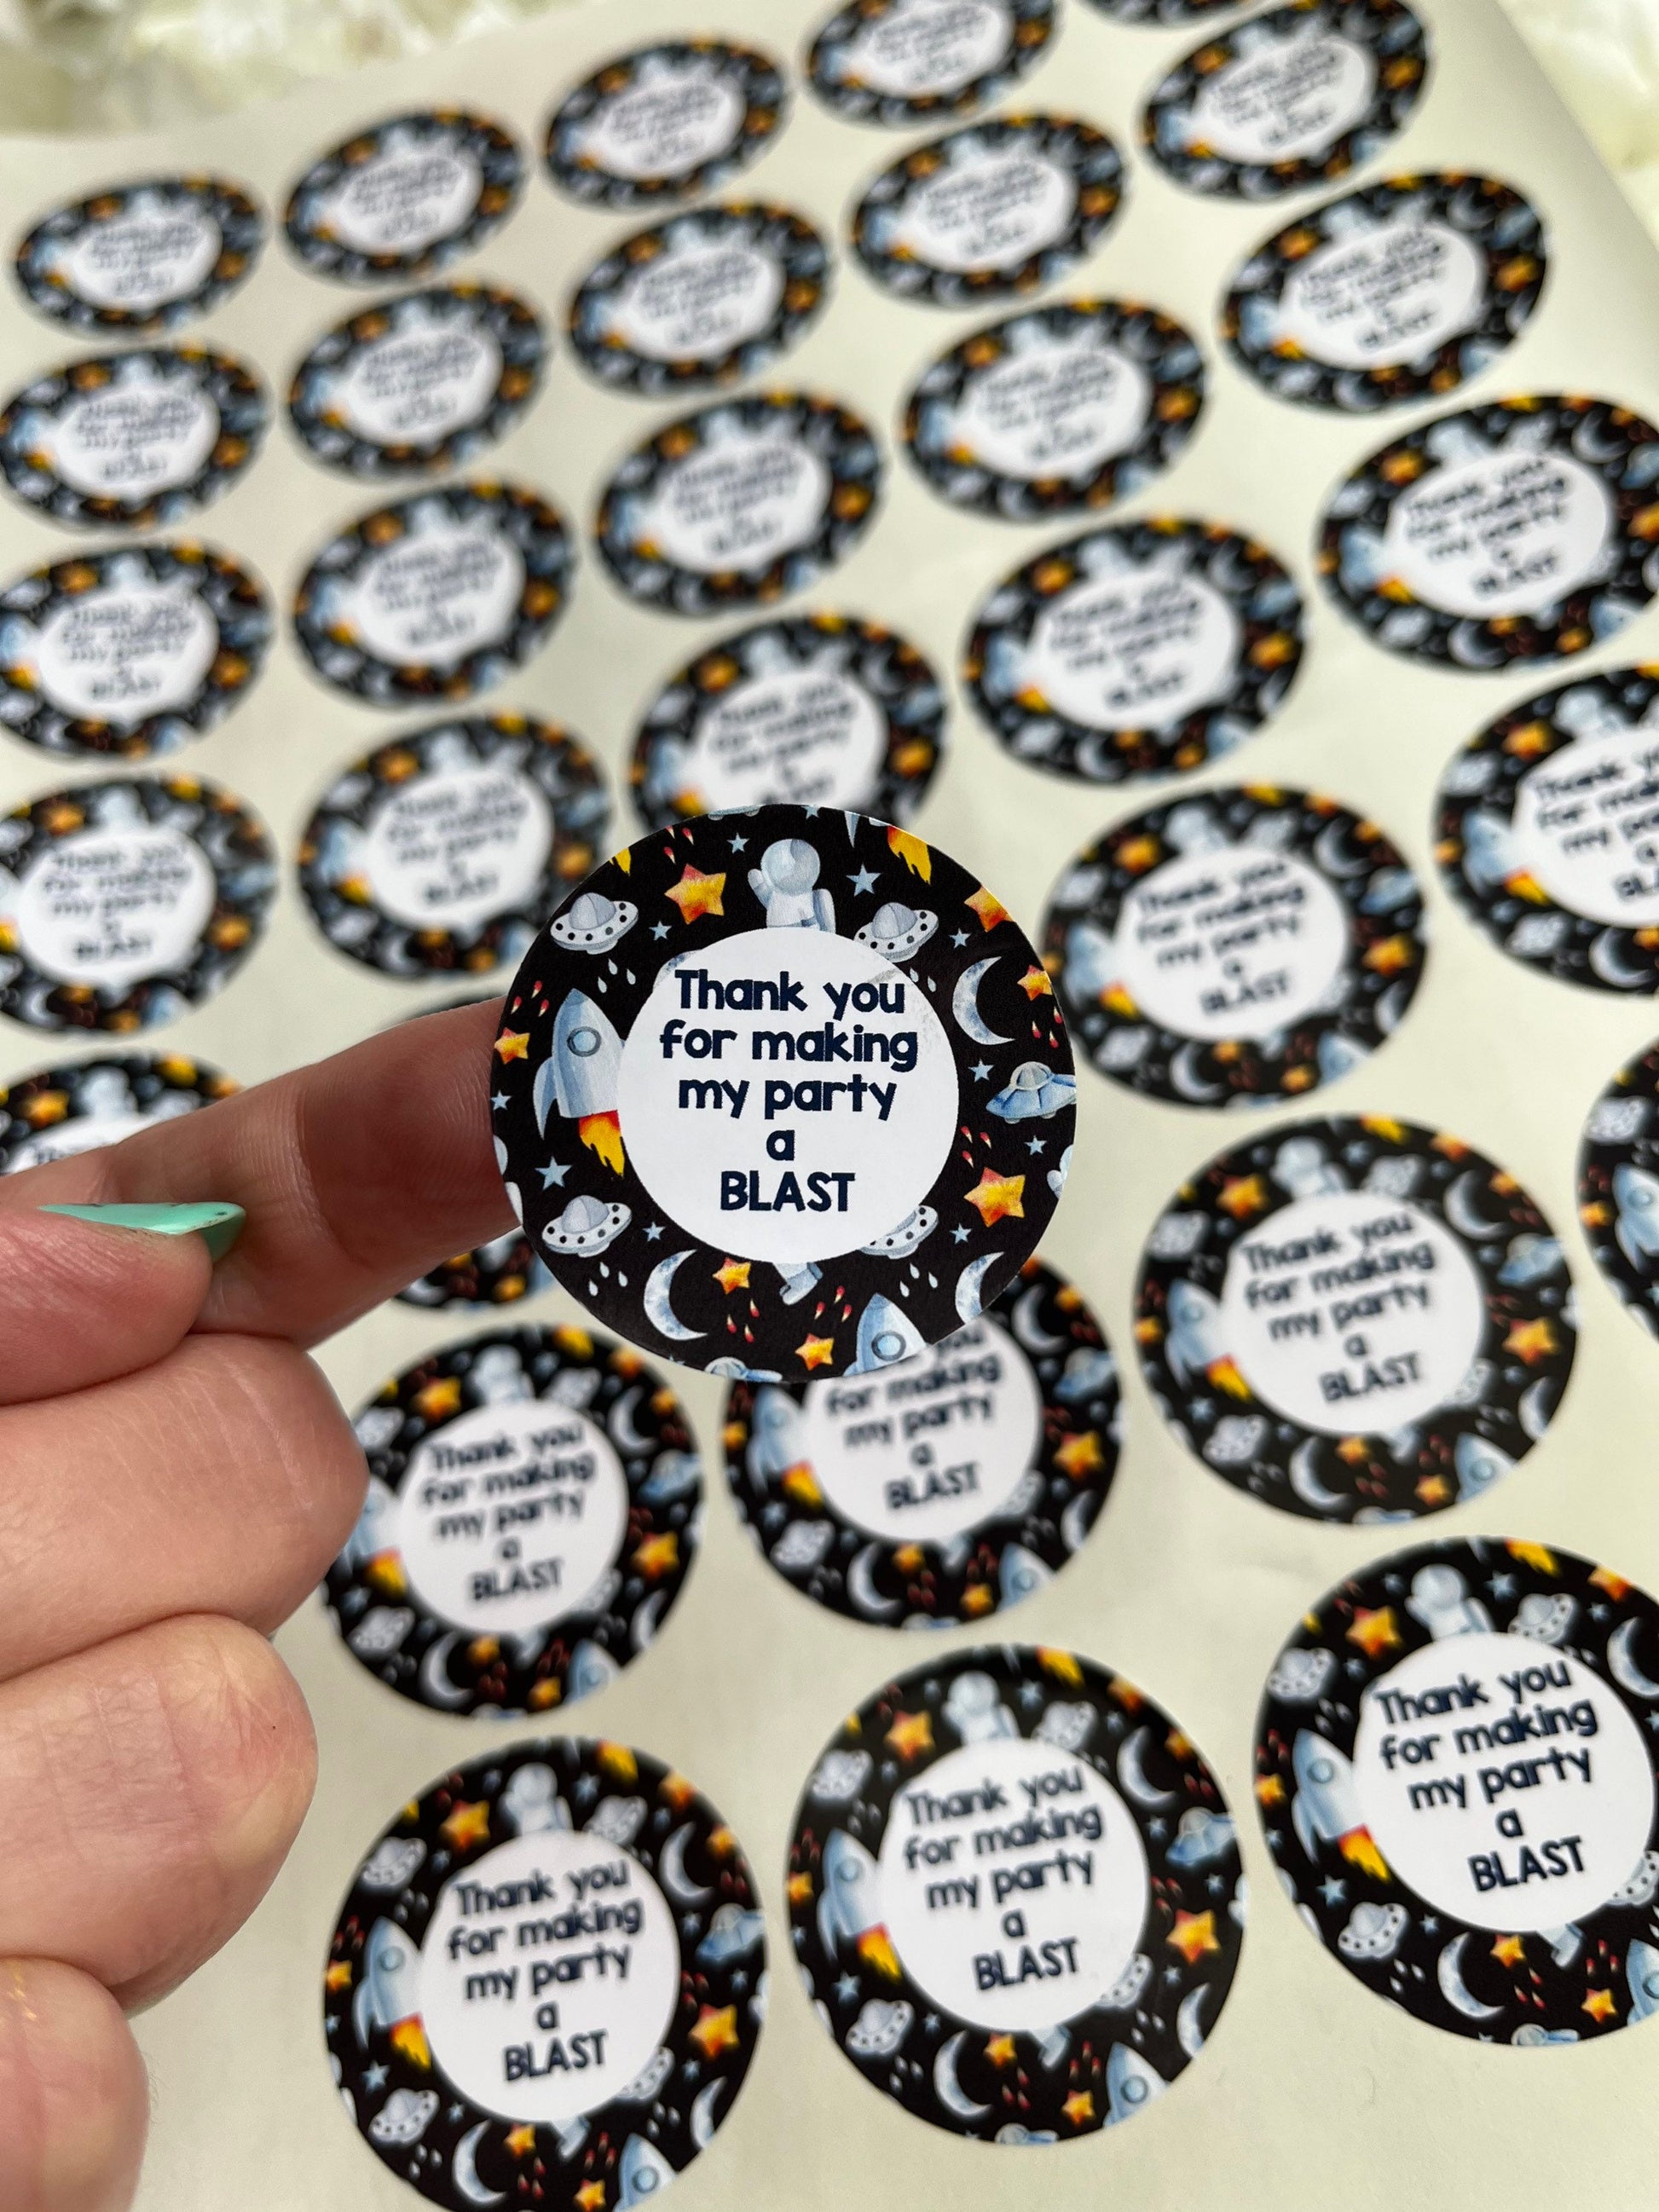 Thank you
for making
my party
a
BLAST